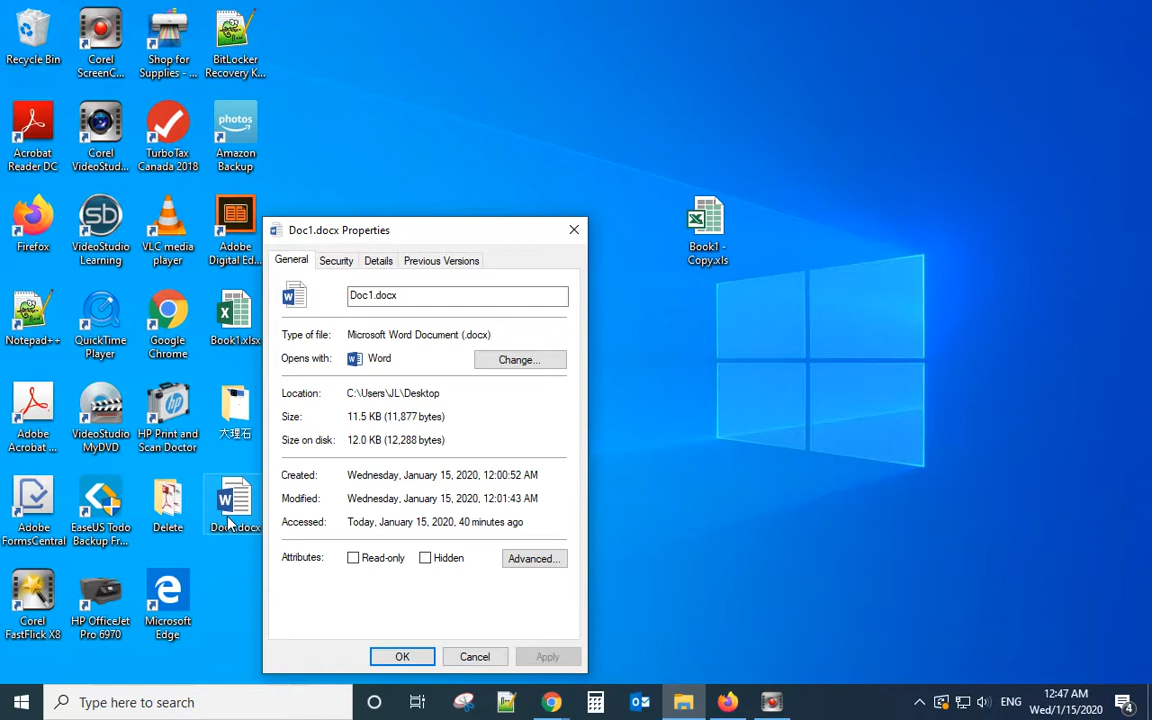 Recycle Bin
Corel
ScreenC...
Shop for
Supplies - ...
BitLocker
Recovery K...
Acrobat
Reader DC
Corel
VideoStud...
TurboTax
Canada 2018
photos
Amazon
Backup
Firefox
sb
VideoStudio
Learning
VLC media
player
Adobe
Digital Ed...
Notepad++
QuickTime
Player
Google
Chrome
Book1.xlsx
Adobe
Acrobat ...
VideoStudio
MyDVD
HP Print and
Scan Doctor
大理石
Adobe
FormsCentral
EaseUS Todo
Backup Fr...
Delete
Corel
FastFlick X8
HP OfficeJet
Pro 6970
Microsoft
Edge
Book1 -
Copy.xls
Doc1.docx Properties
General Security Details Previous Versions
Doc1.docx
Type of file: Microsoft Word Document (.docx)
Opens with: Word Change...
Location: C:\Users\JL\Desktop
Size: 11.5 KB (11,877 bytes)
Size on disk: 12.0 KB (12,288 bytes)
Created: Wednesday, January 15, 2020, 12:00:52 AM
Modified: Wednesday, January 15, 2020, 12:01:43 AM
Accessed: Today, January 15, 2020, 40 minutes ago
Attributes: Read-only Hidden Advanced...
OK Cancel Apply
Type here to search
ENG
12:47 AM
Wed/1/15/2020
4